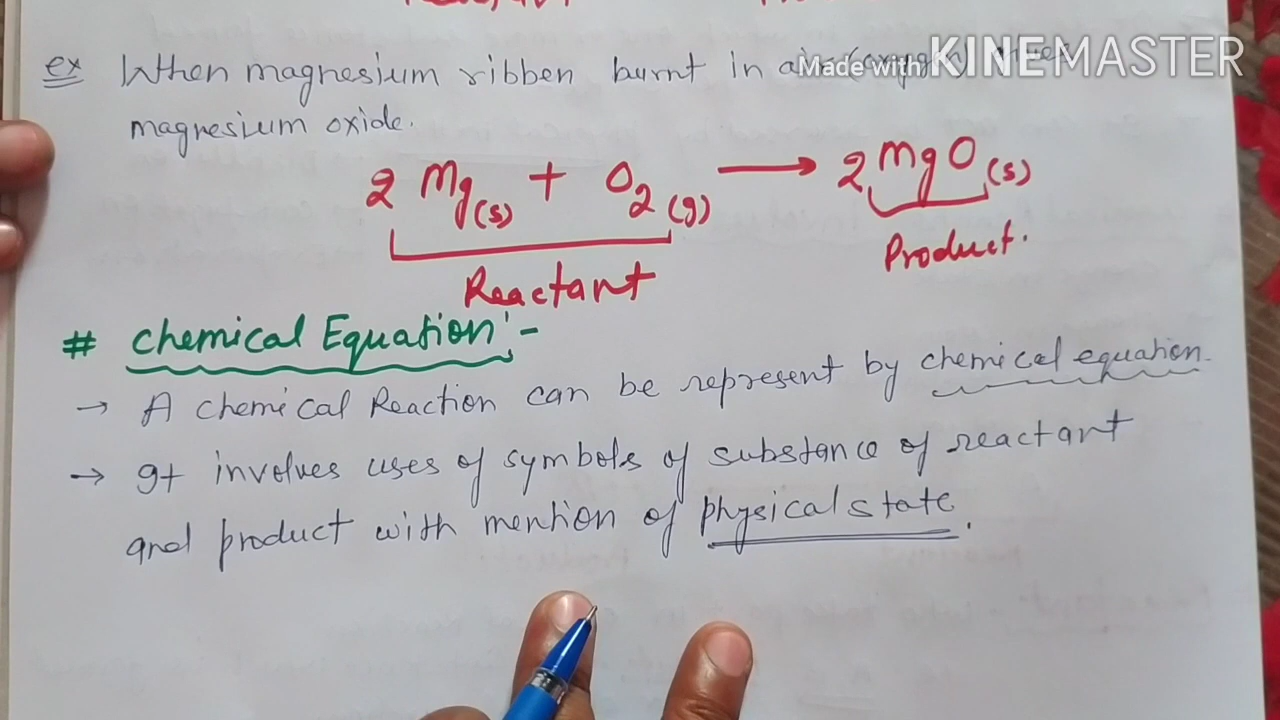 ex When magnesium ribben burnt in air
Made with KINEMASTER
magnesium oxide.
2 Mg(s) + O2(g) → 2 MgO(s)
Reactant Product.
# Chemical Equation:-
→ A chemical Reaction can be represent by chemical equation.
→ It involves uses of symbols of substance of reactant
and product with mention of physical state.